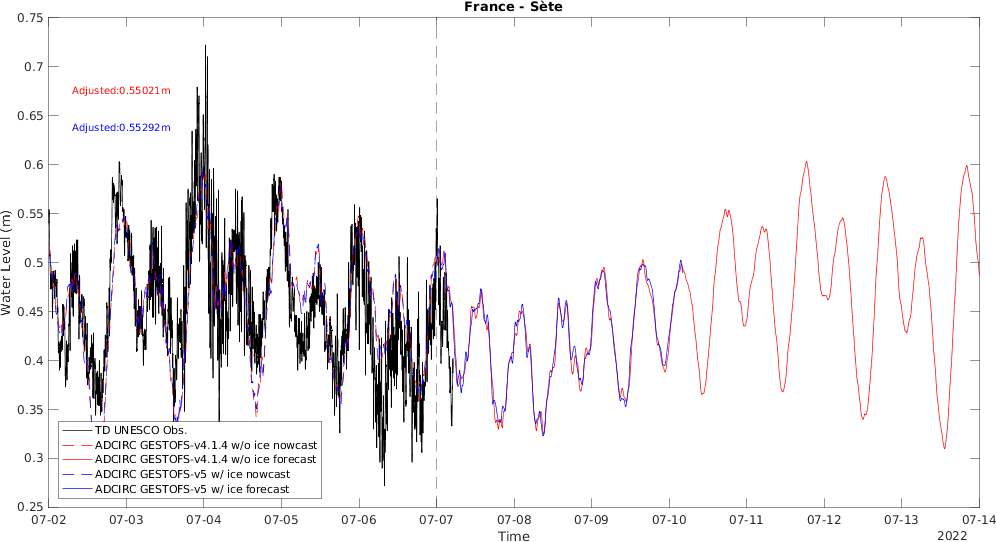 France - Sète
0.75
0.7
0.65
0.6
0.55
0.5
0.45
0.4
0.35
0.3
0.25
Water Level (m)
Adjusted:0.55021m
Adjusted:0.55292m
TD UNESCO Obs.
ADCIRC GESTOFS-v4.1.4 w/o ice nowcast
ADCIRC GESTOFS-v4.1.4 w/o ice forecast
ADCIRC GESTOFS-v5 w/ ice nowcast
ADCIRC GESTOFS-v5 w/ ice forecast
07-02 07-03 07-04 07-05 07-06 07-07 07-08 07-09 07-10 07-11 07-12 07-13 07-14
Time
2022